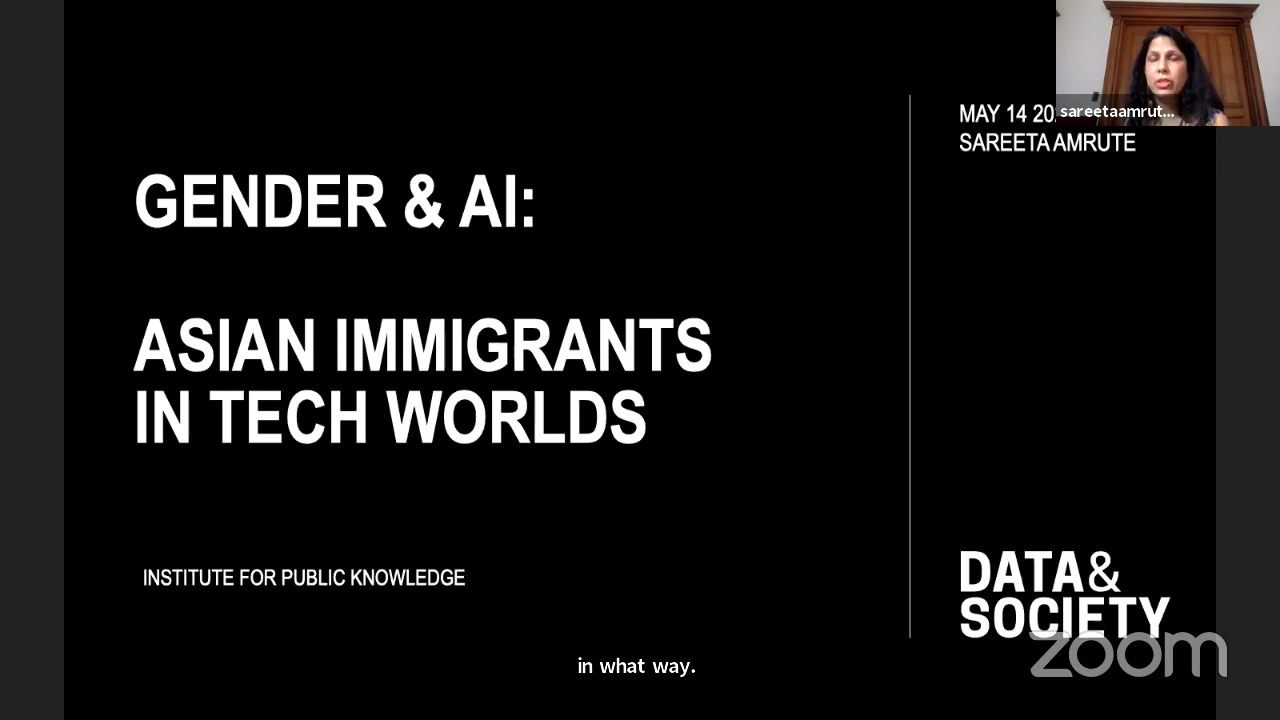 GENDER & AI:
ASIAN IMMIGRANTS
IN TECH WORLDS
INSTITUTE FOR PUBLIC KNOWLEDGE
MAY 14
SAREETA AMRUTE
sareetaamrut...
DATA&
SOCIETY
zoom
in what way.